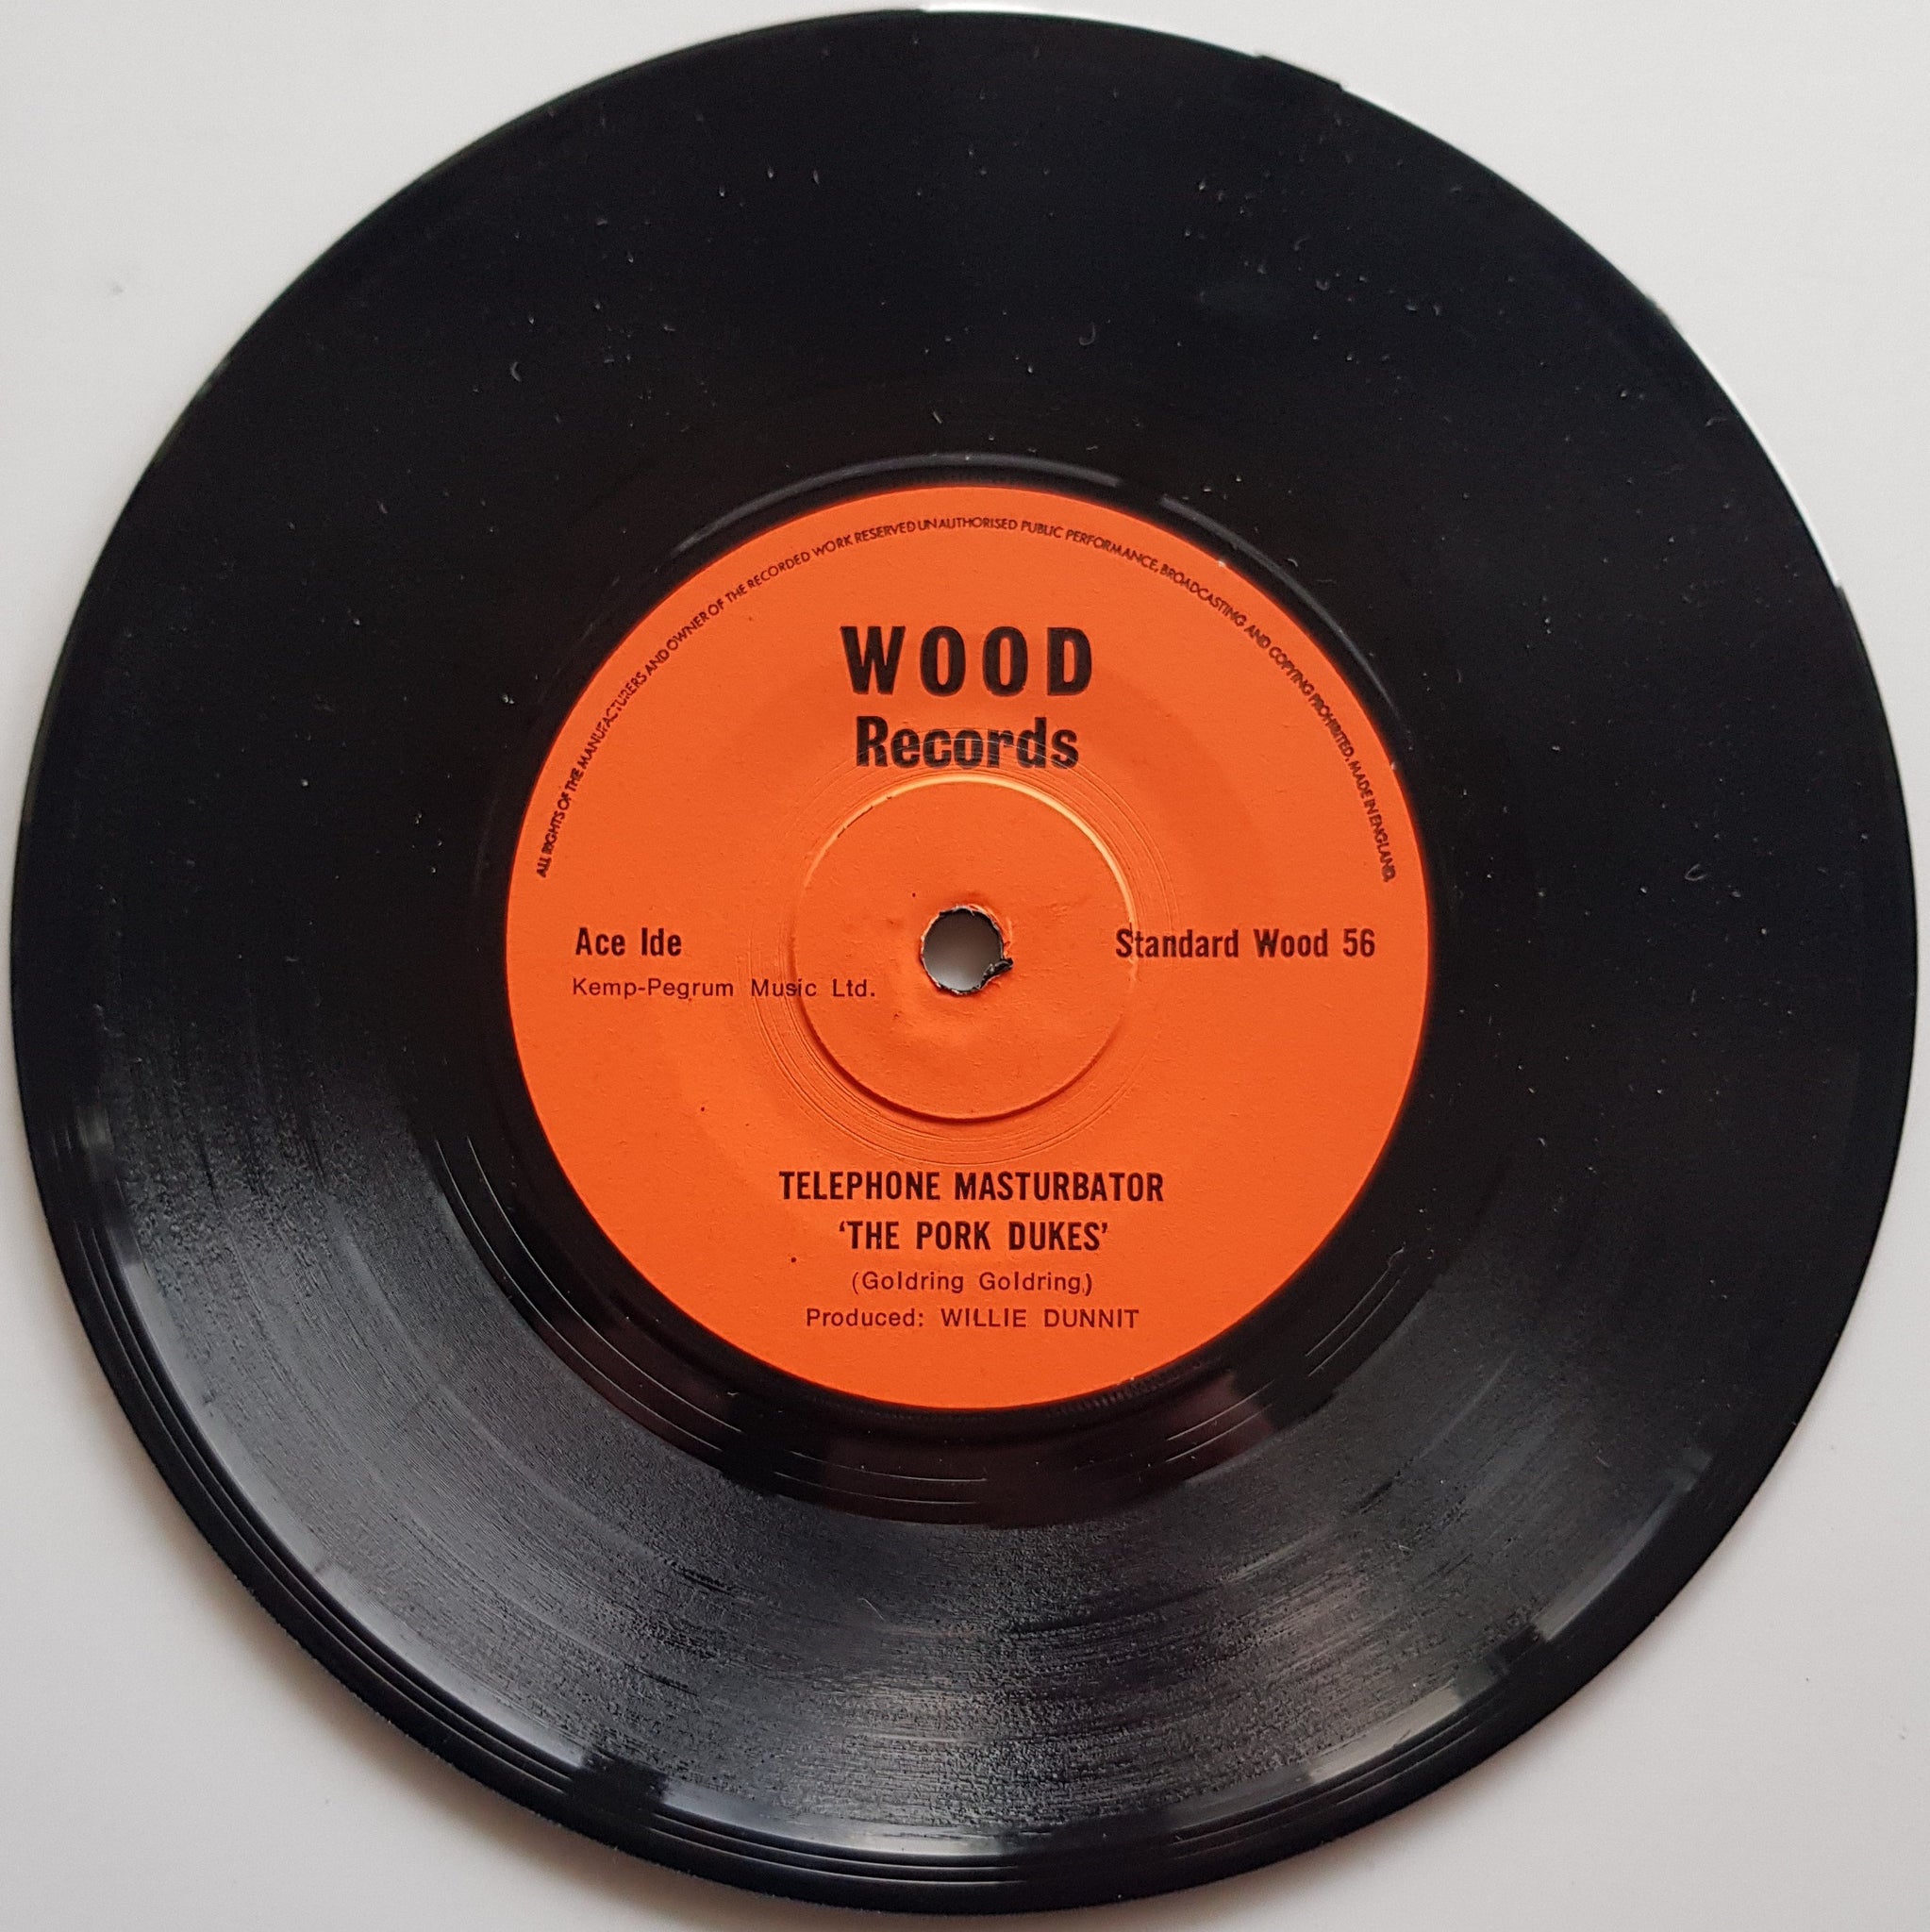 ALL RIGHTS OF THE MANUFACTURERS AND OWNER OF THE RECORDED WORK RESERVED UNAUTHORISED PUBLIC PERFORMANCE, BROADCASTING AND COPYING PROHIBITED. MADE IN ENGLAND.
WOOD
Records
Ace Ide
Kemp-Pegrum Music Ltd.
Standard Wood 56
TELEPHONE MASTURBATOR
‘THE PORK DUKES’
(Goldring Goldring)
Produced: WILLIE DUNNIT